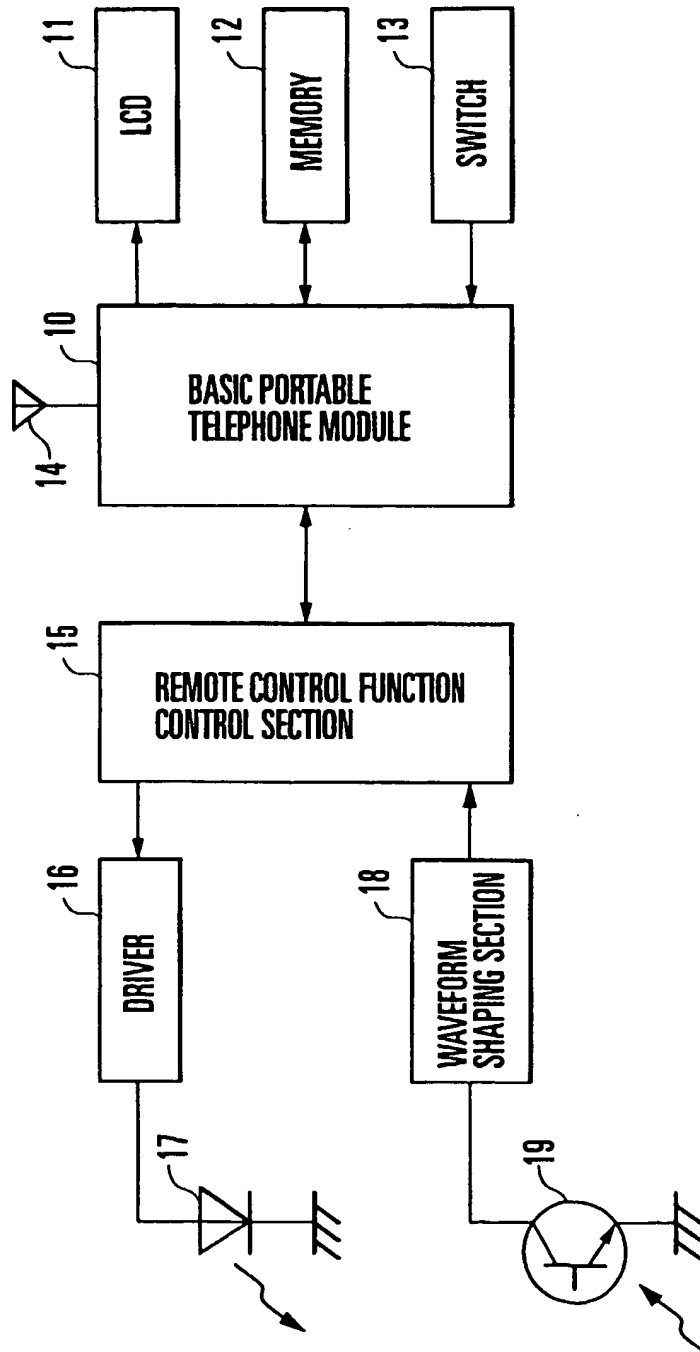 11
LCD
12
MEMORY
13
SWITCH
10
BASIC PORTABLE
TELEPHONE MODULE
14
15
REMOTE CONTROL FUNCTION
CONTROL SECTION
16
DRIVER
18
WAVEFORM
SHAPING SECTION
17
19